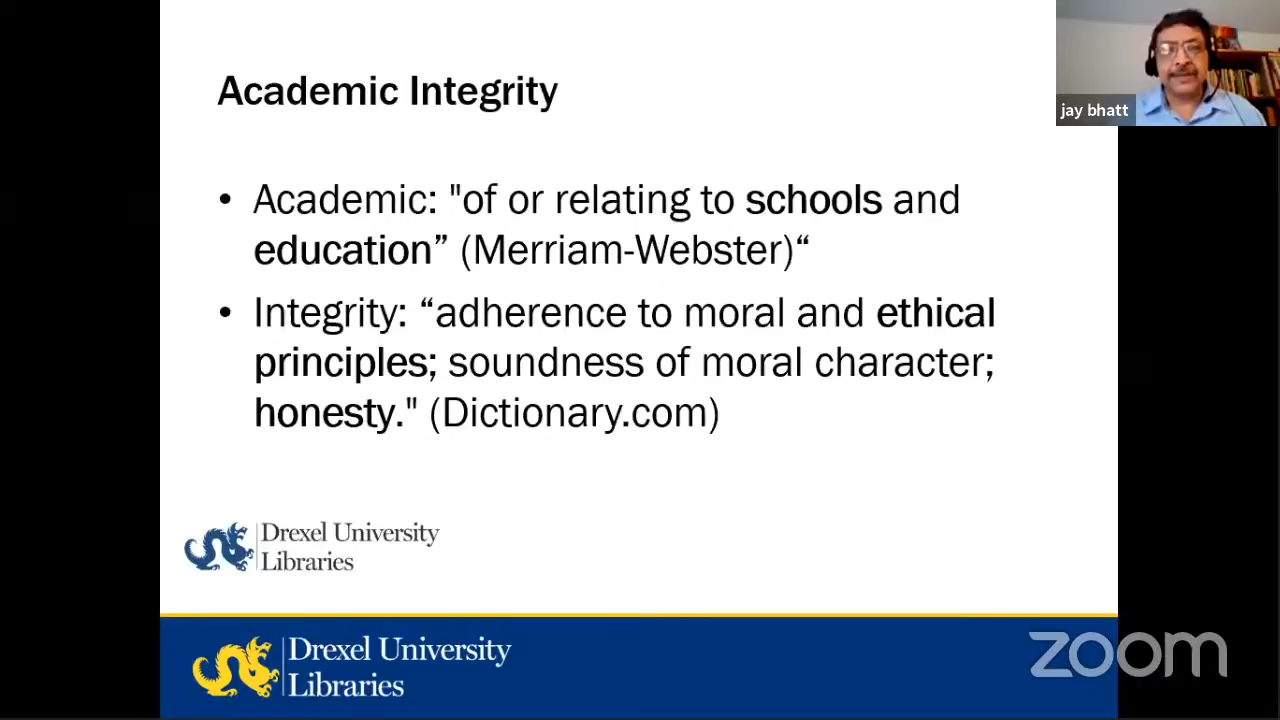 Academic Integrity
jay bhatt
• Academic: "of or relating to schools and
education” (Merriam-Webster)“
• Integrity: “adherence to moral and ethical
principles; soundness of moral character;
honesty." (Dictionary.com)
Drexel University
Libraries
Drexel University
Libraries
zoom